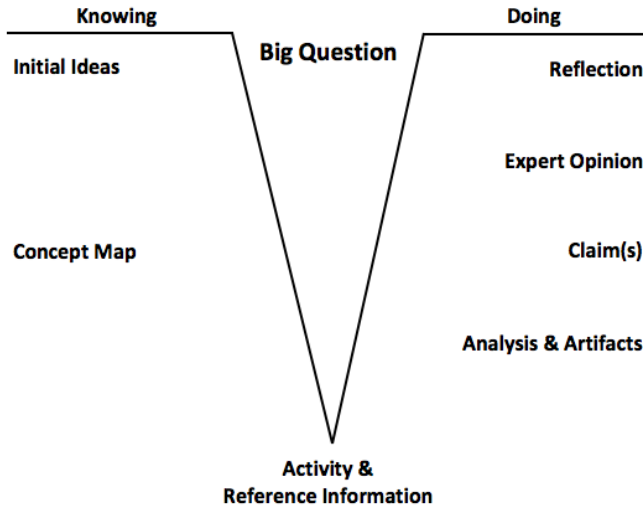 Knowing
Doing
Big Question
Initial Ideas
Reflection
Expert Opinion
Concept Map
Claim(s)
Analysis & Artifacts
Activity &
Reference Information